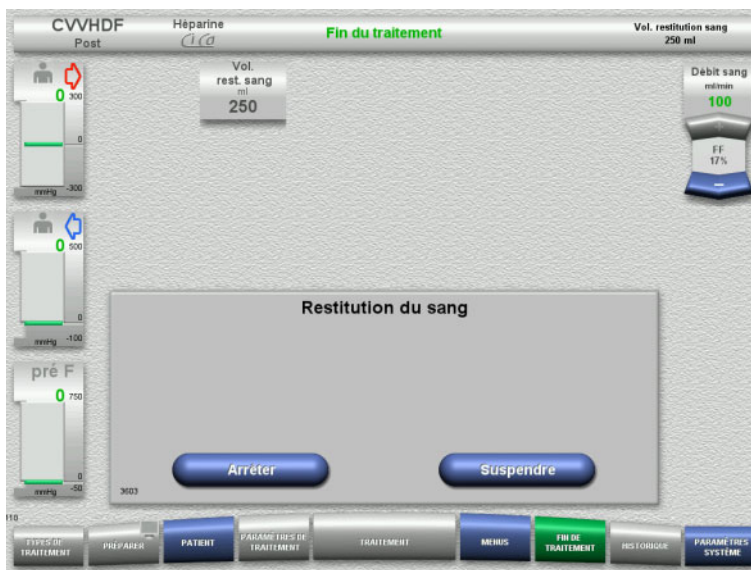 CVVHDF
Post
Héparine
Ci Ca
Fin du traitement
Vol. restitution sang
250 ml
0
300
0
-300
mmHg
Vol.
rest. sang
ml
250
Débit sang
ml/min
100
+
FF
17%
−
0
500
0
-100
mmHg
pré F
0
750
0
-50
mmHg
Restitution du sang
Arrêter
Suspendre
3603
110
TYPES DE
TRAITEMENT
PRÉPARER
PATIENT
PARAMÈTRES DE
TRAITEMENT
TRAITEMENT
MENUS
FIN DE
TRAITEMENT
HISTORIQUE
PARAMÈTRES
SYSTÈME